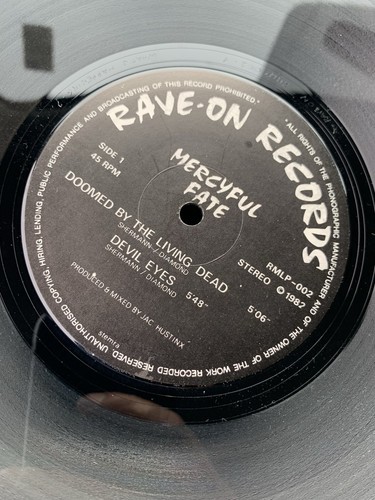 RAVE-ON RECORDS
"ALL RIGHTS OF THE PHONOGRAPHIC MANUFACTURER AND OF THE OWNER OF THE WORK RECORDED RESERVED. UNAUTHORISED COPYING, HIRING, LENDING, PUBLIC PERFORMANCE AND BROADCASTING OF THIS RECORD PROHIBITED."
SIDE 1
45 RPM
MERCYFUL
FATE
RMLP-002
STEREO © 1982
DOOMED BY THE LIVING DEAD 5'06"
SHERMANN - DIAMOND
DEVIL EYES 5'48"
SHERMANN - DIAMOND
PRODUCED & MIXED BY JAC HUSTINX
stemra